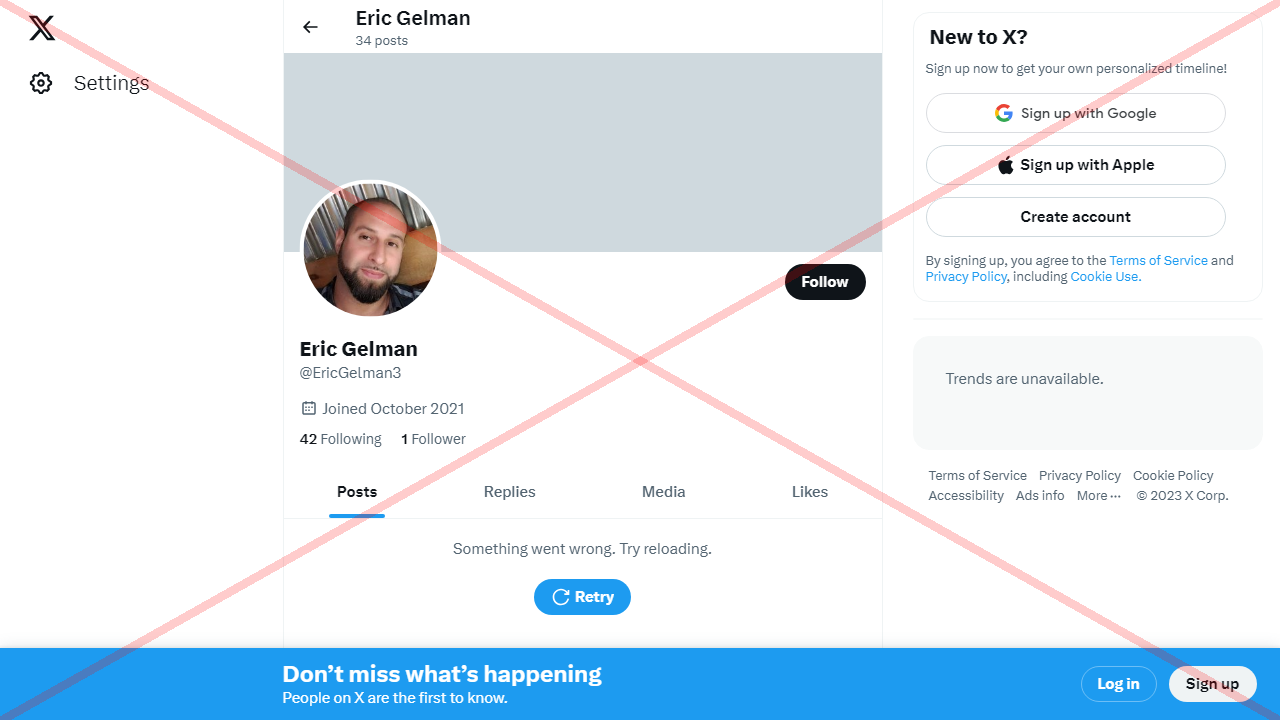 Settings
Eric Gelman
34 posts
Follow
Eric Gelman
@EricGelman3
Joined October 2021
42 Following 1 Follower
Posts Replies Media Likes
Something went wrong. Try reloading.
Retry
New to X?
Sign up now to get your own personalized timeline!
Sign up with Google
Sign up with Apple
Create account
By signing up, you agree to the Terms of Service and
Privacy Policy, including Cookie Use.
Trends are unavailable.
Terms of Service Privacy Policy Cookie Policy
Accessibility Ads info More ··· © 2023 X Corp.
Don’t miss what’s happening
People on X are the first to know.
Log in Sign up